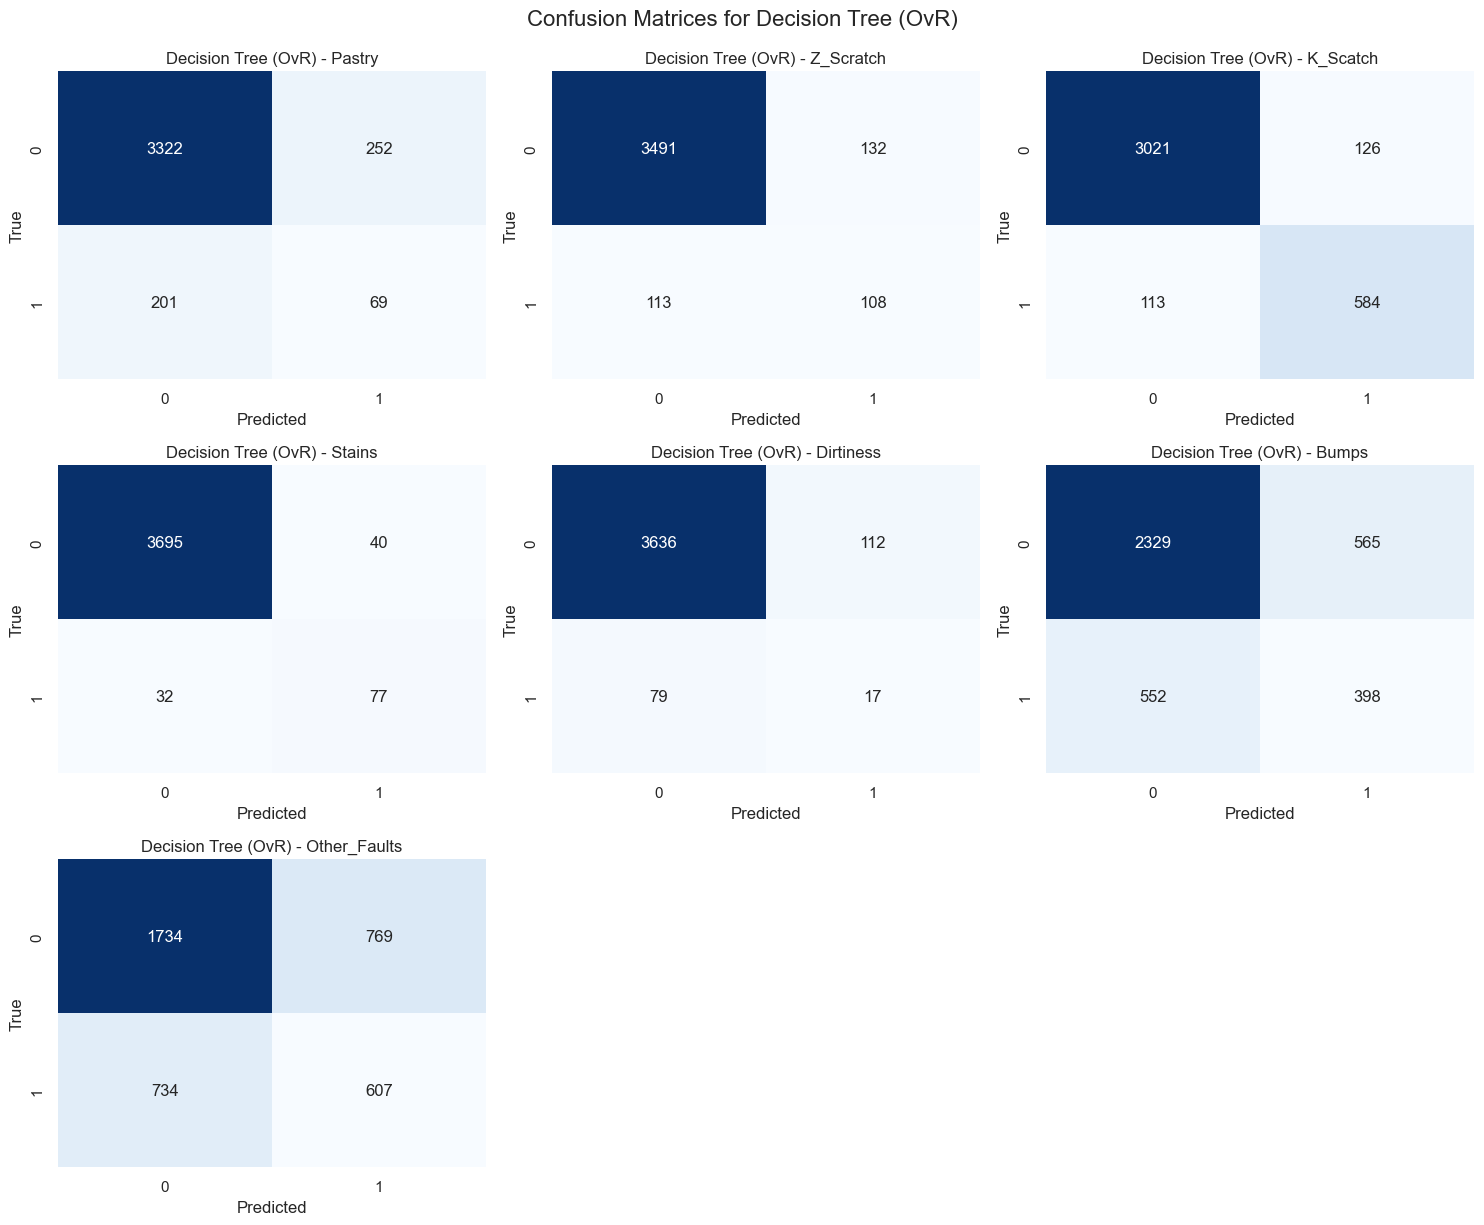 Confusion Matrices for Decision Tree (OvR)
Decision Tree (OvR) - Pastry
0
3322
252
True
1
201
69
0
1
Predicted
Decision Tree (OvR) - Z_Scratch
0
3491
132
True
1
113
108
0
1
Predicted
Decision Tree (OvR) - K_Scatch
0
3021
126
True
1
113
584
0
1
Predicted
Decision Tree (OvR) - Stains
0
3695
40
True
1
32
77
0
1
Predicted
Decision Tree (OvR) - Dirtiness
0
3636
112
True
1
79
17
0
1
Predicted
Decision Tree (OvR) - Bumps
0
2329
565
True
1
552
398
0
1
Predicted
Decision Tree (OvR) - Other_Faults
0
1734
769
True
1
734
607
0
1
Predicted